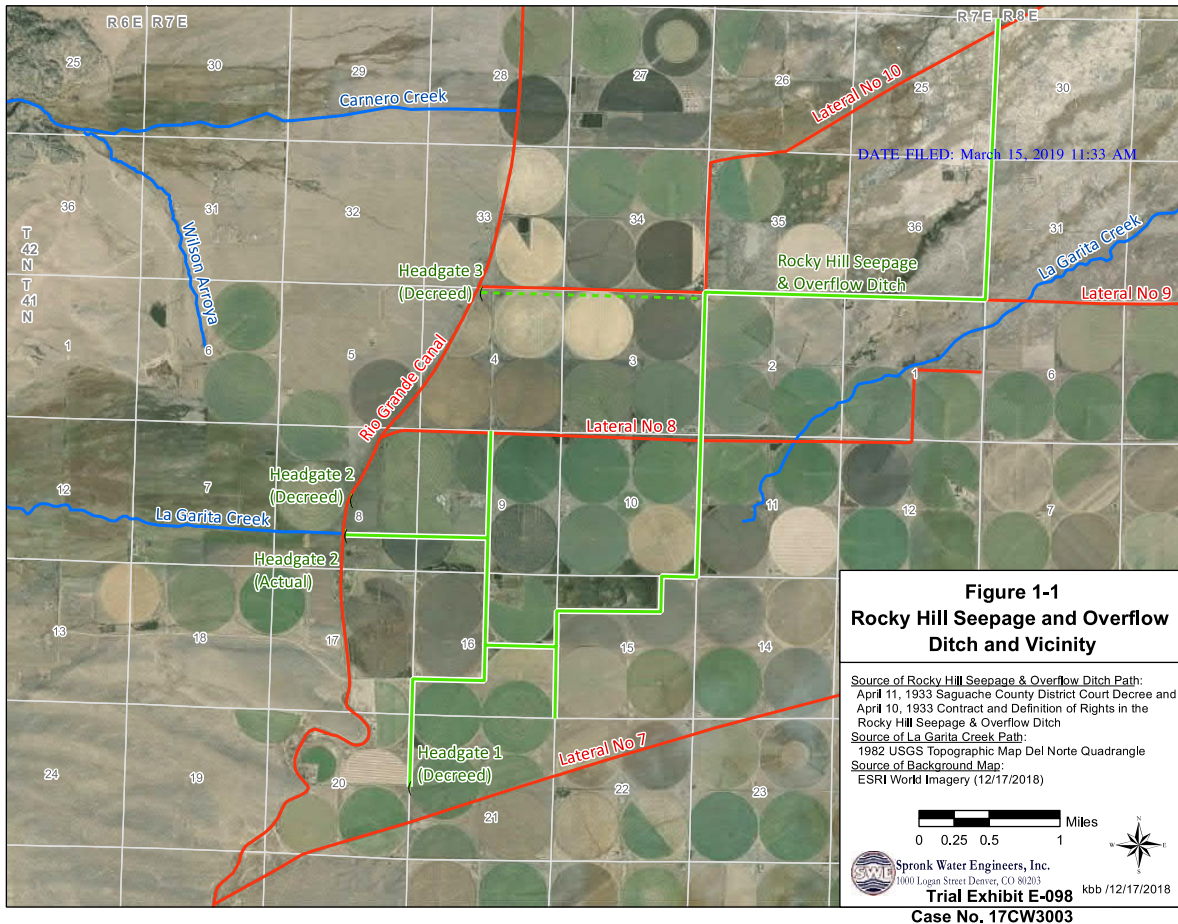 R 6 E R 7 E
R 7 E R 8 E
25
30
29
28
27
26
25
30
Carnero Creek
Lateral No 10
DATE FILED: March 15, 2019 11:33 AM
36
31
32
33
34
35
36
31
T
42
N
T
41
N
Wilson Arroya
La Garita Creek
Headgate 3
(Decreed)
Rocky Hill Seepage
& Overflow Ditch
Lateral No 9
1
6
5
4
3
2
1
6
Rio Grande Canal
Lateral No 8
Headgate 2
(Decreed)
12
7
8
9
10
11
12
7
La Garita Creek
Headgate 2
(Actual)
13
18
17
16
15
14
Headgate 1
(Decreed)
Lateral No 7
24
19
20
21
22
23
Figure 1-1
Rocky Hill Seepage and Overflow
Ditch and Vicinity
Source of Rocky Hill Seepage & Overflow Ditch Path:
April 11, 1933 Saguache County District Court Decree and
April 10, 1933 Contract and Definition of Rights in the
Rocky Hill Seepage & Overflow Ditch
Source of La Garita Creek Path:
1982 USGS Topographic Map Del Norte Quadrangle
Source of Background Map:
ESRI World Imagery (12/17/2018)
Miles
0 0.25 0.5 1
N
W E
S
SWE
Spronk Water Engineers, Inc.
1000 Logan Street Denver, CO 80203
kbb /12/17/2018
Trial Exhibit E-098
Case No. 17CW3003